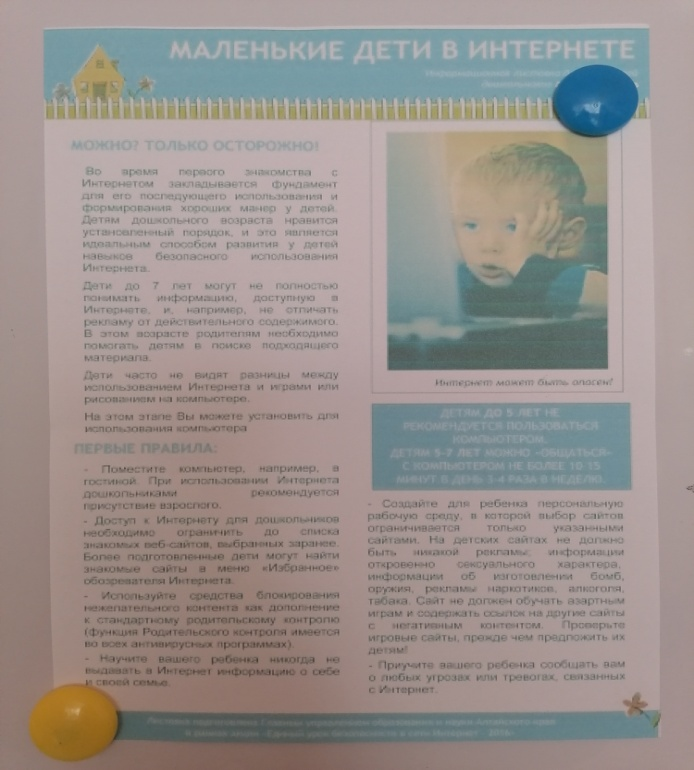 МАЛЕНЬКИЕ ДЕТИ В ИНТЕРНЕТЕ
МОЖНО? ТОЛЬКО ОСТОРОЖНО!
Во время первого знакомства с
Интернетом закладывается фундамент
для его последующего использования и
формирования хороших манер у детей.
Детям дошкольного возраста нравится
установленный порядок, и это является
идеальным способом развития у детей
навыков безопасного использования
Интернета.
Дети до 7 лет могут не полностью
понимать информацию, доступную в
Интернете, и, например, не отличать
рекламу от действительного содержимого.
В этом возрасте родителям необходимо
помогать детям в поиске подходящего
материала.
Дети часто не видят разницы между
использованием Интернета и играми или
рисованием на компьютере.
На этом этапе Вы можете установить для
использования компьютера
ПЕРВЫЕ ПРАВИЛА:
- Поместите компьютер, например, в
гостиной. При использовании Интернета
дошкольниками рекомендуется
присутствие взрослого.
- Доступ к Интернету для дошкольников
необходимо ограничить до списка
знакомых веб-сайтов, выбранных заранее.
Более подготовленные дети могут найти
знакомые сайты в меню «Избранное»
обозревателя Интернета.
- Используйте средства блокирования
нежелательного контента как дополнение
к стандартному родительскому контролю
(функция Родительского контроля имеется
во всех антивирусных программах).
- Научите вашего ребенка никогда не
выдавать в Интернет информацию о себе
и своей семье.
Интернет может быть опасен!
ДЕТЯМ ДО 5 ЛЕТ НЕ
РЕКОМЕНДУЕТСЯ ПОЛЬЗОВАТЬСЯ
КОМПЬЮТЕРОМ.
ДЕТЯМ 5-7 ЛЕТ МОЖНО «ОБЩАТЬСЯ»
С КОМПЬЮТЕРОМ НЕ БОЛЕЕ 10-15
МИНУТ В ДЕНЬ 3-4 РАЗА В НЕДЕЛЮ.
- Создайте для ребенка персональную
рабочую среду, в которой выбор сайтов
ограничивается только указанными
сайтами. На детских сайтах не должно
быть никакой рекламы; информации
откровенно сексуального характера,
информации об изготовлении бомб,
оружия, рекламы наркотиков, алкоголя,
табака. Сайт не должен обучать азартным
играм и содержать ссылок на другие сайты
с негативным контентом. Проверьте
игровые сайты, прежде чем предложить их
детям!
- Приучите вашего ребенка сообщать вам
о любых угрозах или тревогах, связанных
с Интернет.